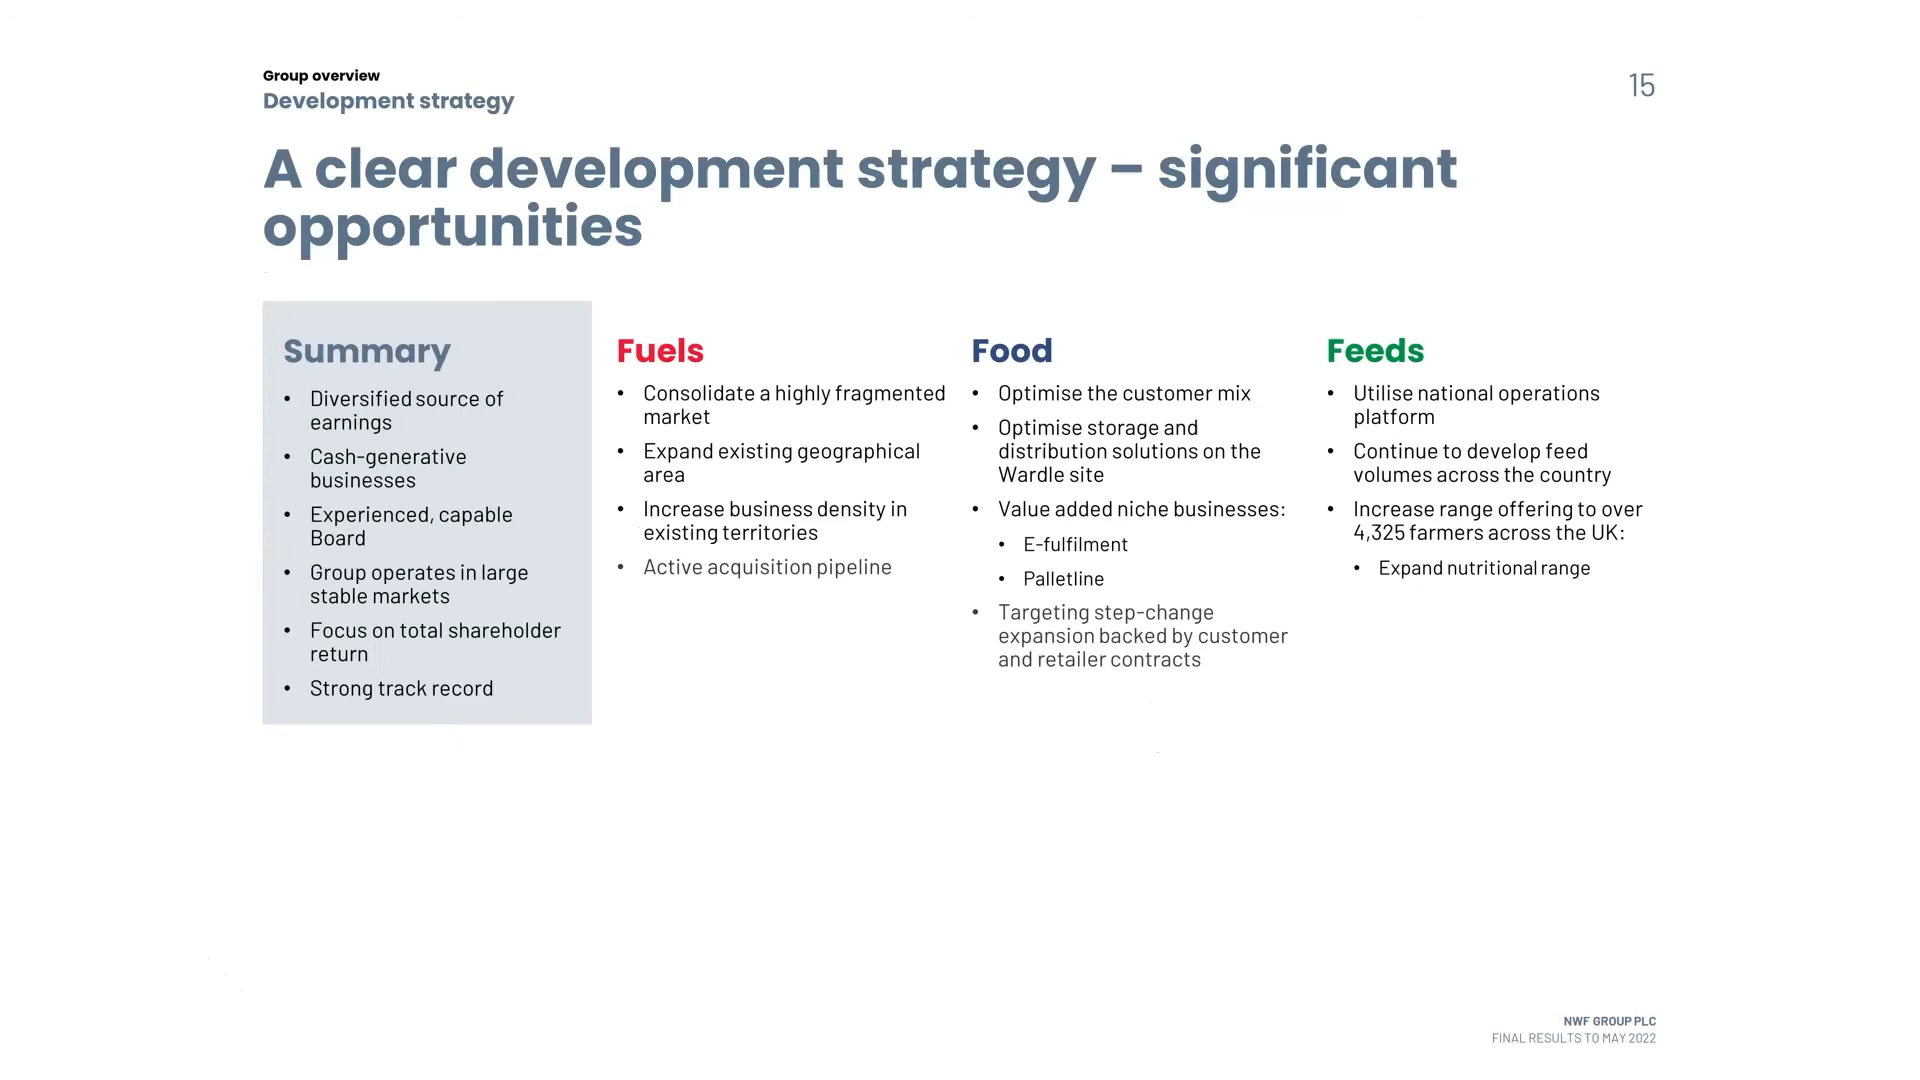 Group overview
Development strategy
15
A clear development strategy – significant
opportunities
Summary
• Diversified source of
earnings
• Cash-generative
businesses
• Experienced, capable
Board
• Group operates in large
stable markets
• Focus on total shareholder
return
• Strong track record
Fuels
• Consolidate a highly fragmented
market
• Expand existing geographical
area
• Increase business density in
existing territories
• Active acquisition pipeline
Food
• Optimise the customer mix
• Optimise storage and
distribution solutions on the
Wardle site
• Value added niche businesses:
• E-fulfilment
• Palletline
• Targeting step-change
expansion backed by customer
and retailer contracts
Feeds
• Utilise national operations
platform
• Continue to develop feed
volumes across the country
• Increase range offering to over
4,325 farmers across the UK:
• Expand nutritional range
NWF GROUP PLC
FINAL RESULTS TO MAY 2022